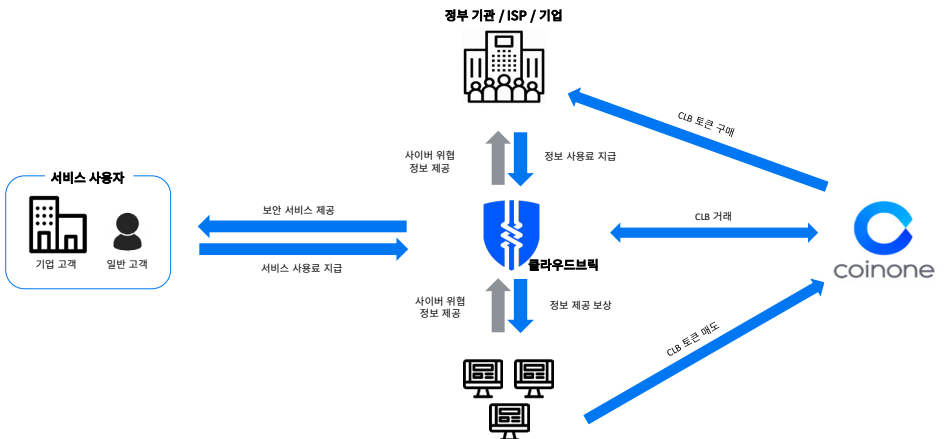 정부 기관 / ISP / 기업
CLB 토큰 구매
사이버 위협
정보 제공
정보 사용료 지급
서비스 사용자
기업 고객
일반 고객
보안 서비스 제공
서비스 사용료 지급
CLB 거래
클라우드브릭
coinone
사이버 위협
정보 제공
정보 제공 보상
CLB 토큰 매도